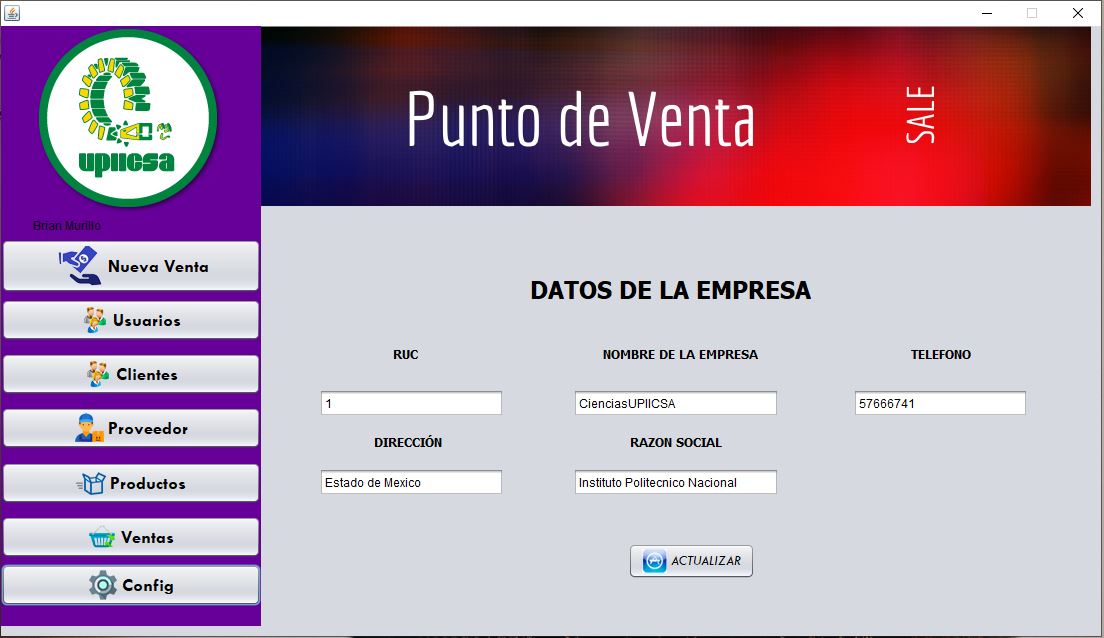 upiicsa
Punto de Venta
SALE
Brian Murillo
Nueva Venta
Usuarios
Clientes
Proveedor
Productos
Ventas
Config
DATOS DE LA EMPRESA
RUC
NOMBRE DE LA EMPRESA
TELEFONO
1
CienciasUPIICSA
57666741
DIRECCIÓN
RAZON SOCIAL
Estado de Mexico
Instituto Politecnico Nacional
ACTUALIZAR